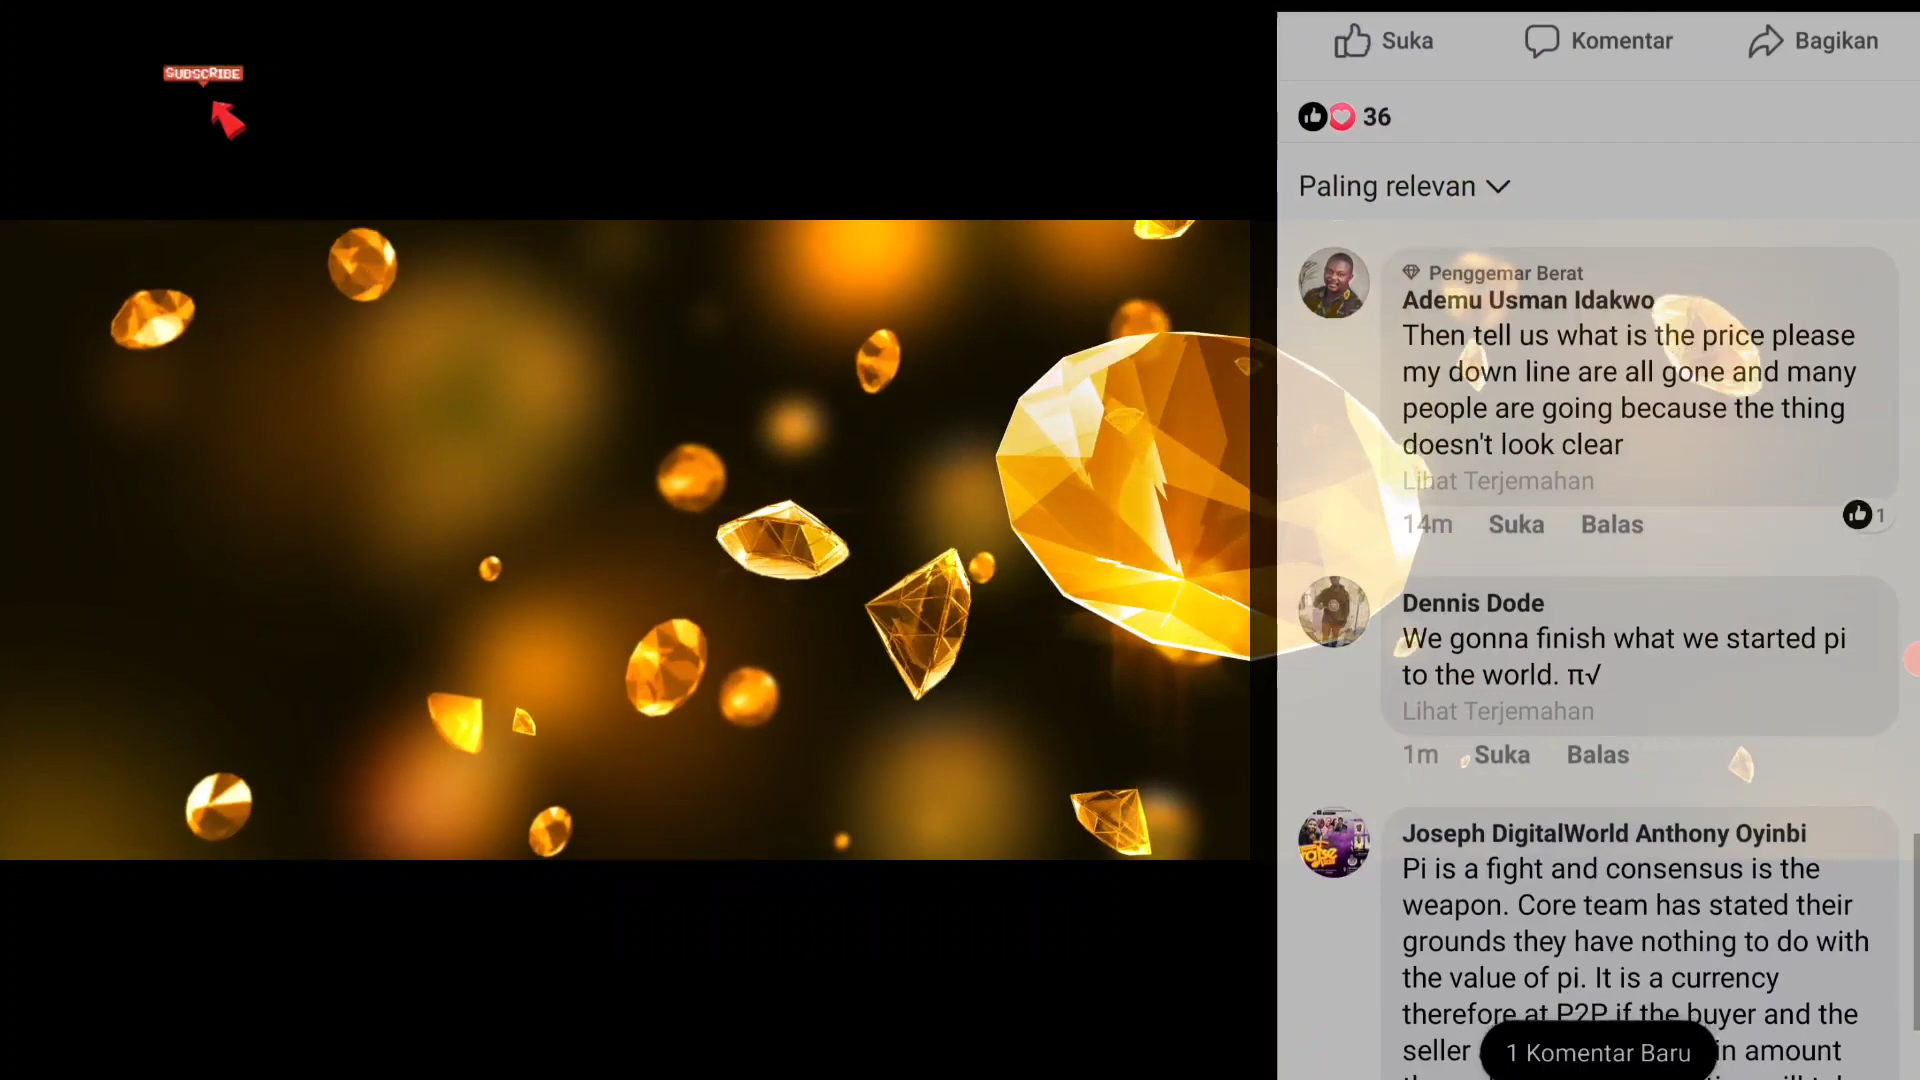 SUBSCRIBE
Suka
Komentar
Bagikan
36
Paling relevan
Penggemar Berat
Ademu Usman Idakwo
Then tell us what is the price please
my down line are all gone and many
people are going because the thing
doesn't look clear
Lihat Terjemahan
14m Suka Balas
1
Dennis Dode
We gonna finish what we started pi
to the world. π√
Lihat Terjemahan
1m Suka Balas
Joseph DigitalWorld Anthony Oyinbi
Pi is a fight and consensus is the
weapon. Core team has stated their
grounds they have nothing to do with
the value of pi. It is a currency
therefore at P2P if the buyer and the
seller in amount
1 Komentar Baru